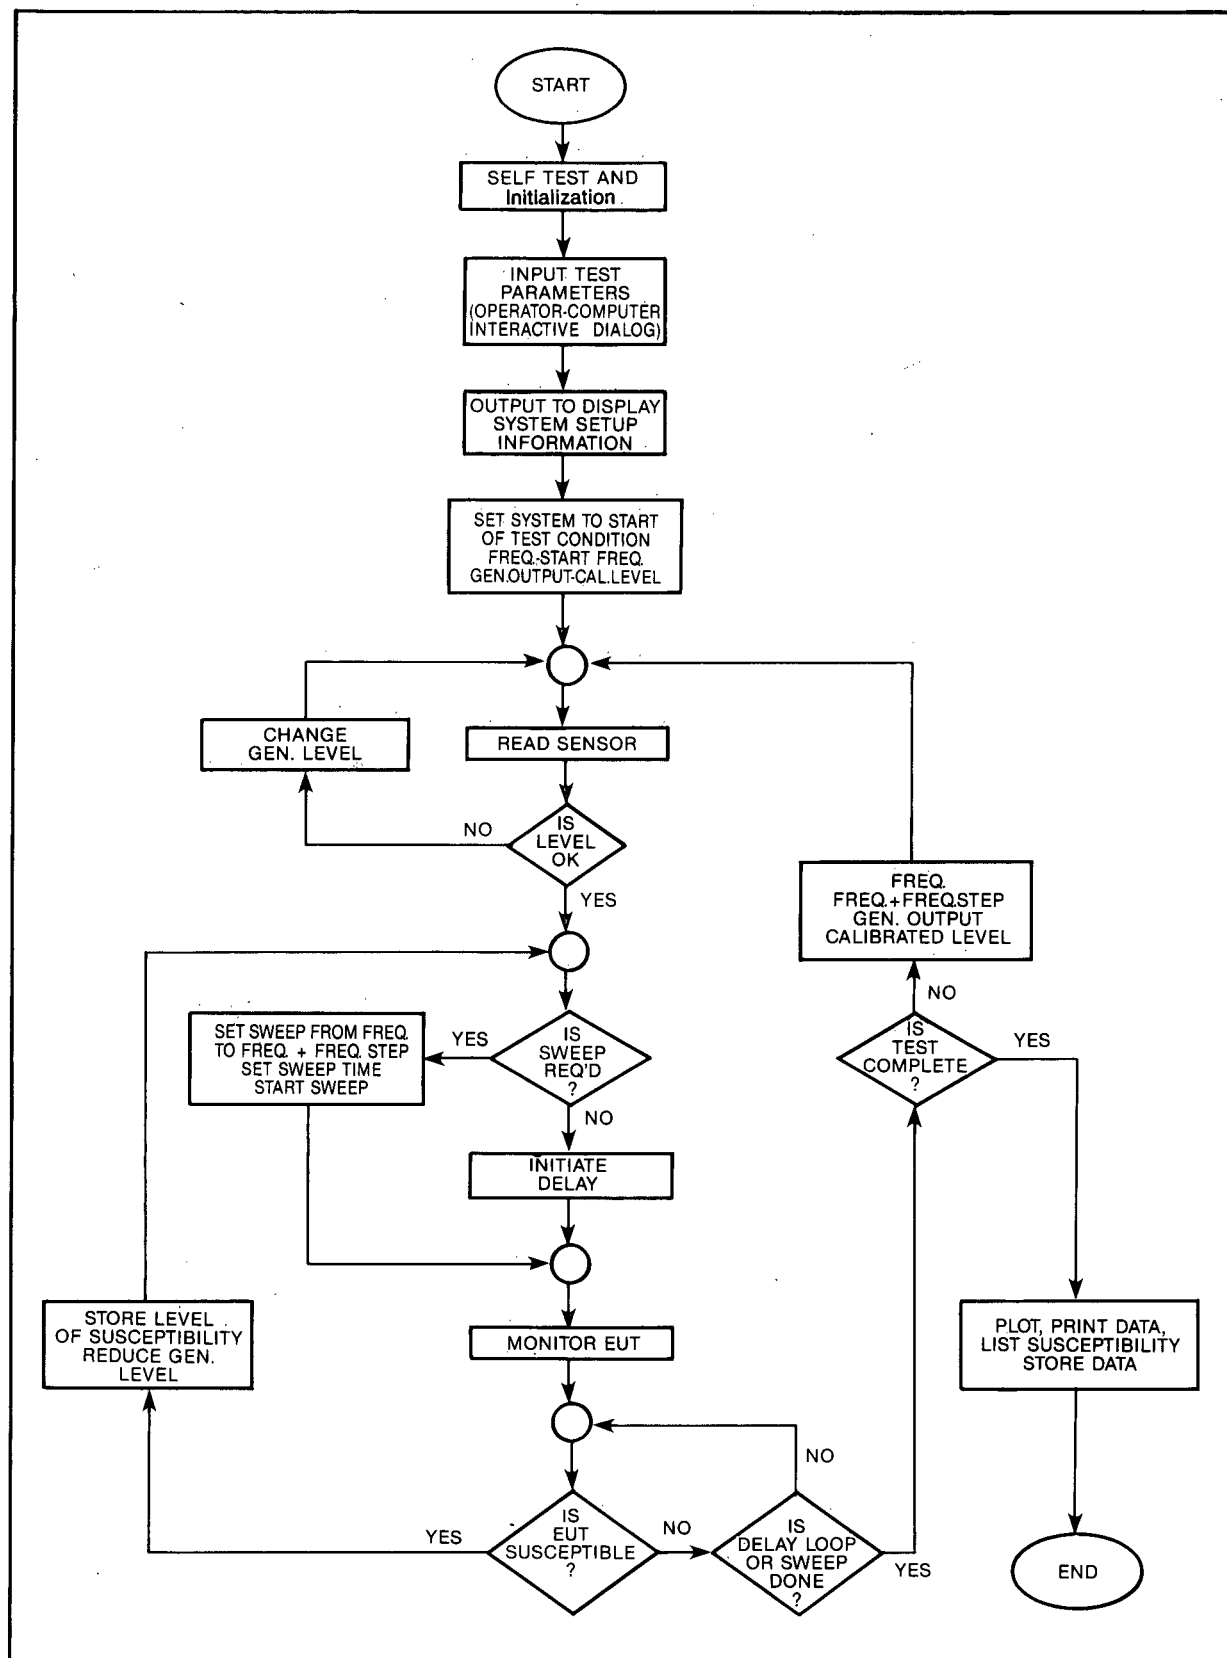 START
SELF TEST AND
Initialization
INPUT TEST
PARAMETERS
(OPERATOR-COMPUTER
INTERACTIVE DIALOG)
OUTPUT TO DISPLAY
SYSTEM SETUP
INFORMATION
SET SYSTEM TO START
OF TEST CONDITION
FREQ.-START FREQ.
GEN.OUTPUT-CAL.LEVEL
CHANGE
GEN. LEVEL
READ SENSOR
IS
LEVEL
OK
NO
YES
FREQ.
FREQ.+FREQ.STEP
GEN. OUTPUT
CALIBRATED LEVEL
NO
IS
TEST
COMPLETE
?
YES
SET SWEEP FROM FREQ.
TO FREQ. + FREQ. STEP
SET SWEEP TIME
START SWEEP
YES
IS
SWEEP
REQ'D
?
NO
INITIATE
DELAY
STORE LEVEL
OF SUSCEPTIBILITY
REDUCE GEN.
LEVEL
MONITOR EUT
PLOT, PRINT DATA,
LIST SUSCEPTIBILITY
STORE DATA
NO
YES
IS
EUT
SUSCEPTIBLE
?
NO
IS
DELAY LOOP
OR SWEEP
DONE
?
YES
END